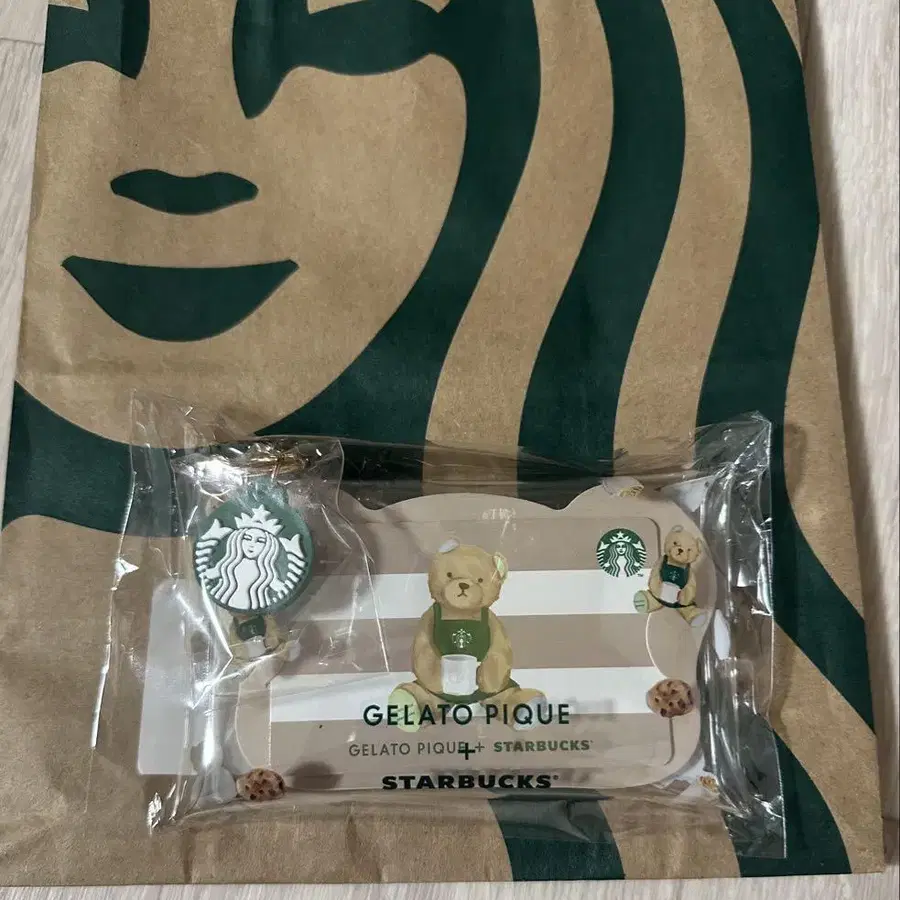 GELATO PIQUE
GELATO PIQUE + STARBUCKS®
+
STARBUCKS®